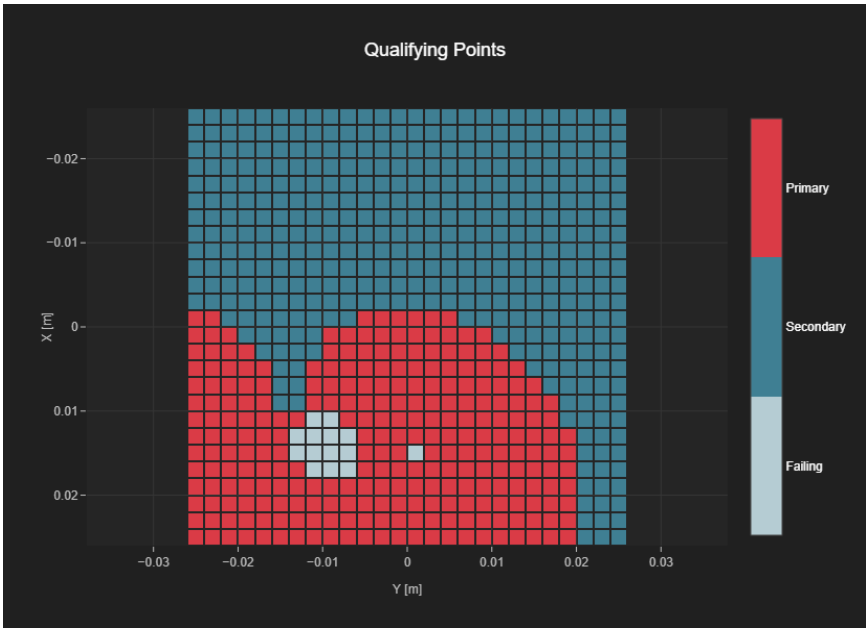 Qualifying Points
−0.02
−0.01
0
0.01
0.02
X [m]
−0.03
−0.02
−0.01
0
0.01
0.02
0.03
Y [m]
Primary
Secondary
Failing